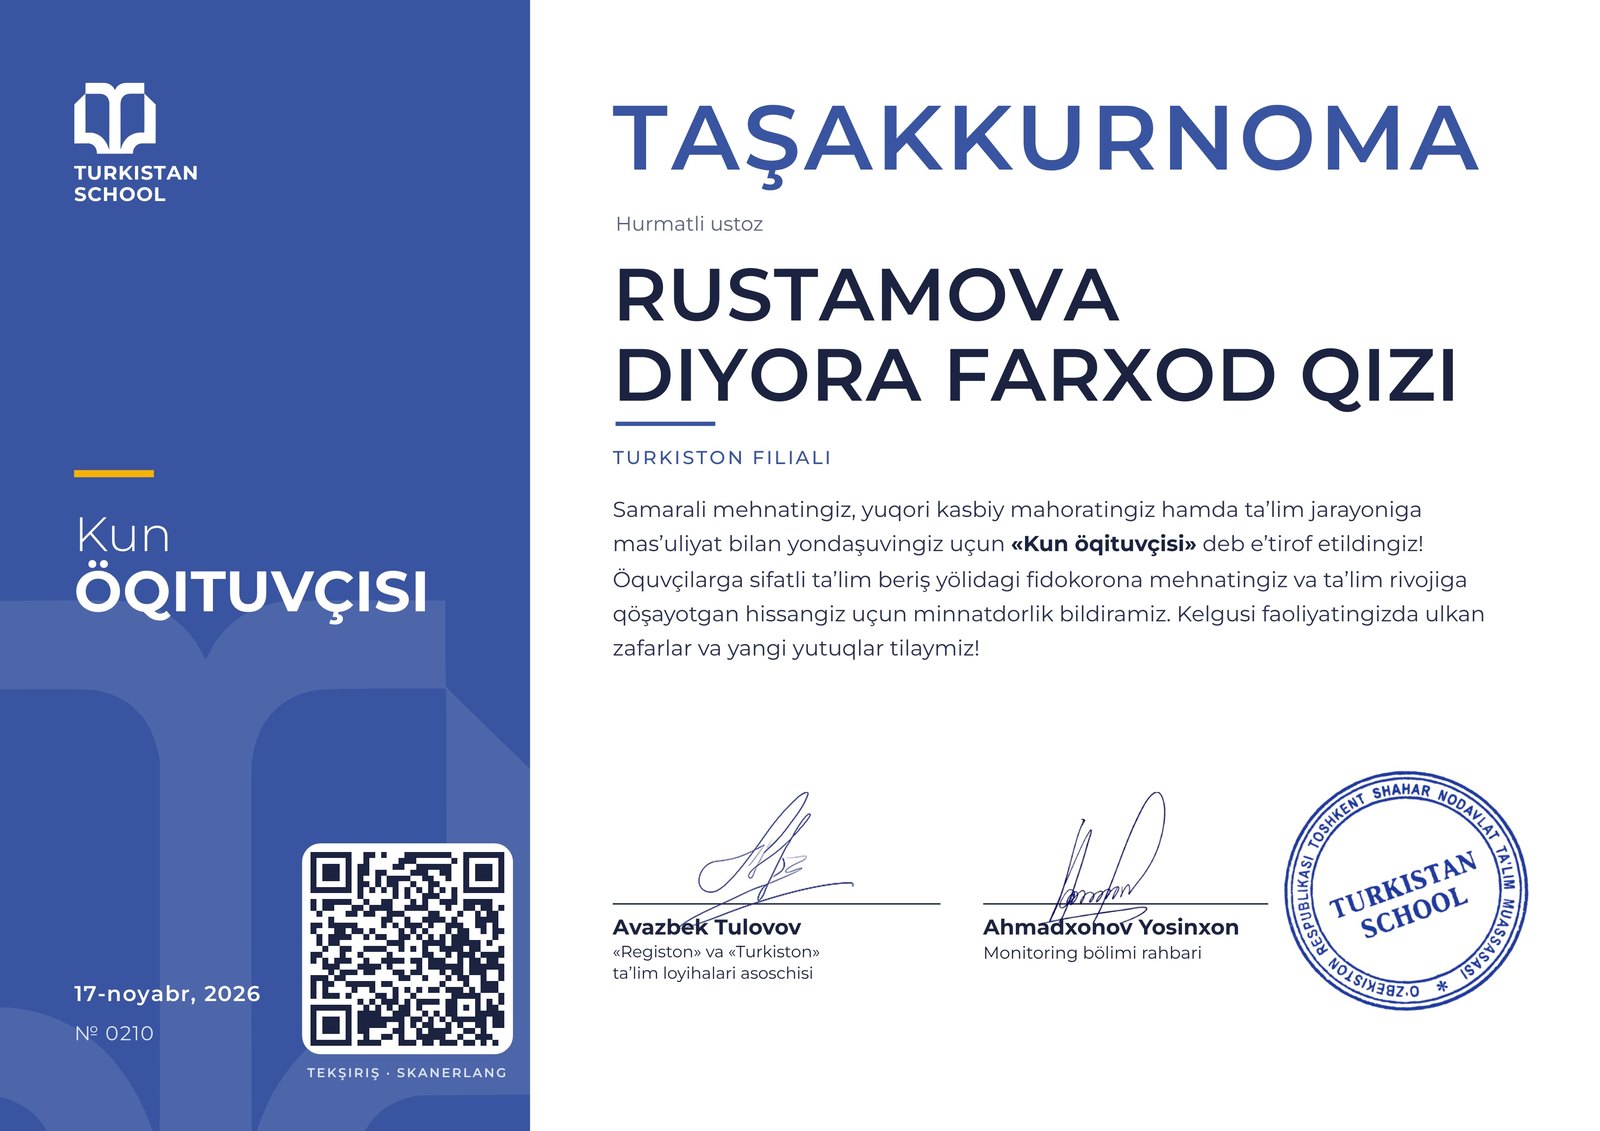 TURKISTAN
SCHOOL
Kun
ÖQITUVÇISI
17-noyabr, 2026
№ 0210
TEKŞIRIŞ · SKANERLANG
TAŞAKKURNOMA
Hurmatli ustoz
RUSTAMOVA
DIYORA FARXOD QIZI
TURKISTON FILIALI
Samarali mehnatingiz, yuqori kasbiy mahoratingiz hamda ta’lim jarayoniga
mas’uliyat bilan yondaşuvingiz uçun «Kun öqituvçisi» deb e’tirof etildingiz!
Öquvçilarga sifatli ta’lim beriş yölidagi fidokorona mehnatingiz va ta’lim rivojiga
qöşayotgan hissangiz uçun minnatdorlik bildiramiz. Kelgusi faoliyatingizda ulkan
zafarlar va yangi yutuqlar tilaymiz!
Avazbek Tulovov
«Registon» va «Turkiston»
ta’lim loyihalari asoschisi
Ahmadxonov Yosinxon
Monitoring bölimi rahbari
O'ZBEKISTON RESPUBLIKASI TOSHKENT SHAHAR NODAVLAT TA'LIM MUASSASASI *
TURKISTAN
SCHOOL